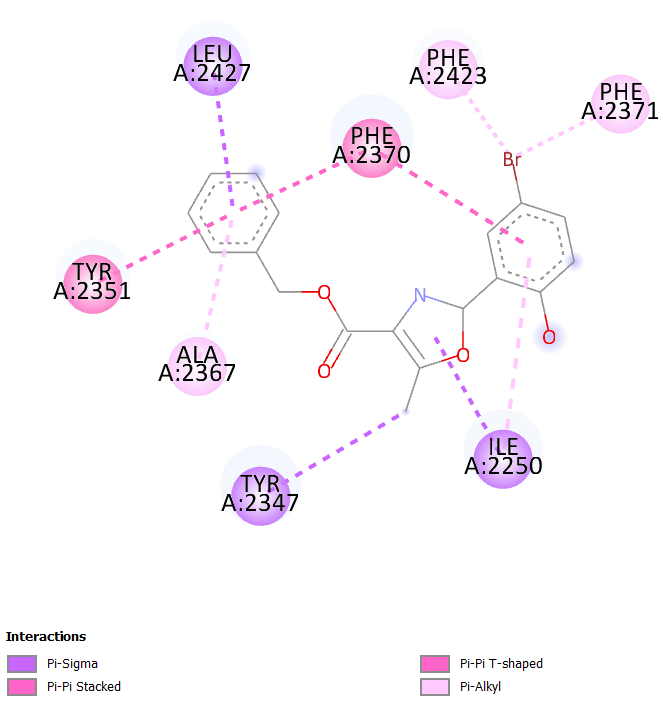 LEU
A:2427
PHE
A:2423
PHE
A:2371
PHE
A:2370
Br
TYR
A:2351
N
O
O
O
O
ALA
A:2367
ILE
A:2250
TYR
A:2347
Interactions
Pi-Sigma
Pi-Pi Stacked
Pi-Pi T-shaped
Pi-Alkyl